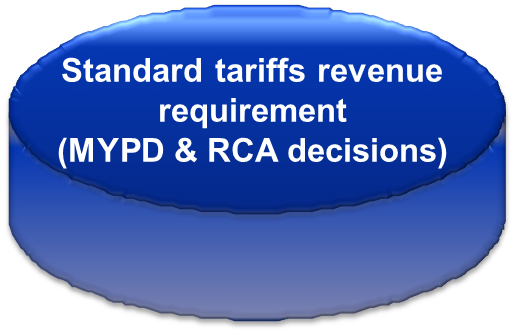 Standard tariffs revenue
requirement
(MYPD & RCA decisions)